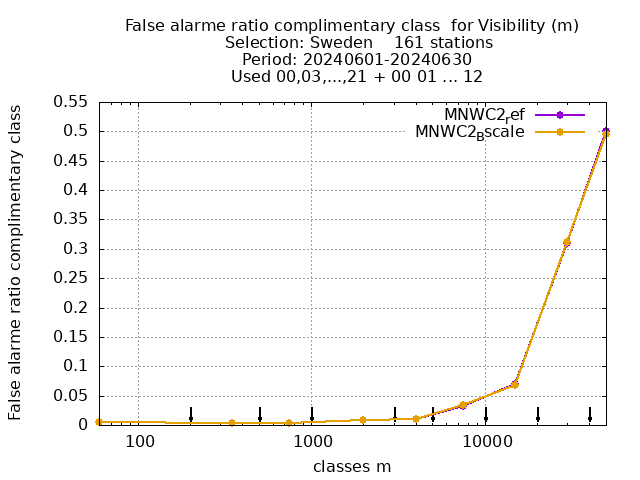 False alarme ratio complimentary class  for Visibility (m)
Selection: Sweden    161 stations
Period: 20240601-20240630
Used 00,03,...,21 + 00 01 ... 12
False alarme ratio complimentary class
0.55
0.5
0.45
0.4
0.35
0.3
0.25
0.2
0.15
0.1
0.05
0
MNWC2ref
MNWC2Bscale
100
1000
10000
classes m